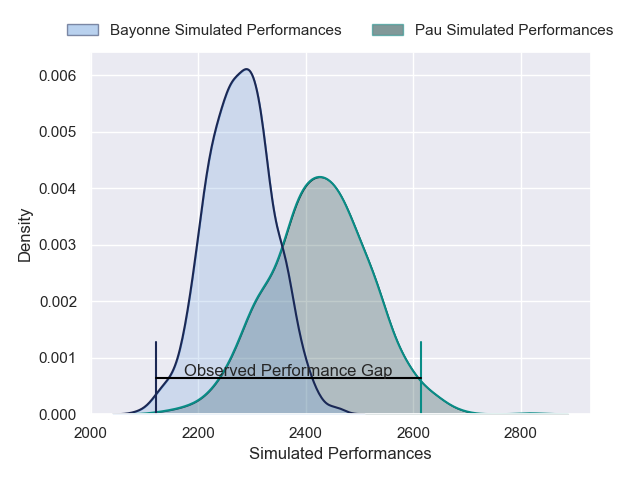 Bayonne Simulated Performances
Pau Simulated Performances
0.006
0.005
0.004
0.003
0.002
0.001
0.000
Density
Observed Performance Gap
2000
2200
2400
2600
2800
Simulated Performances